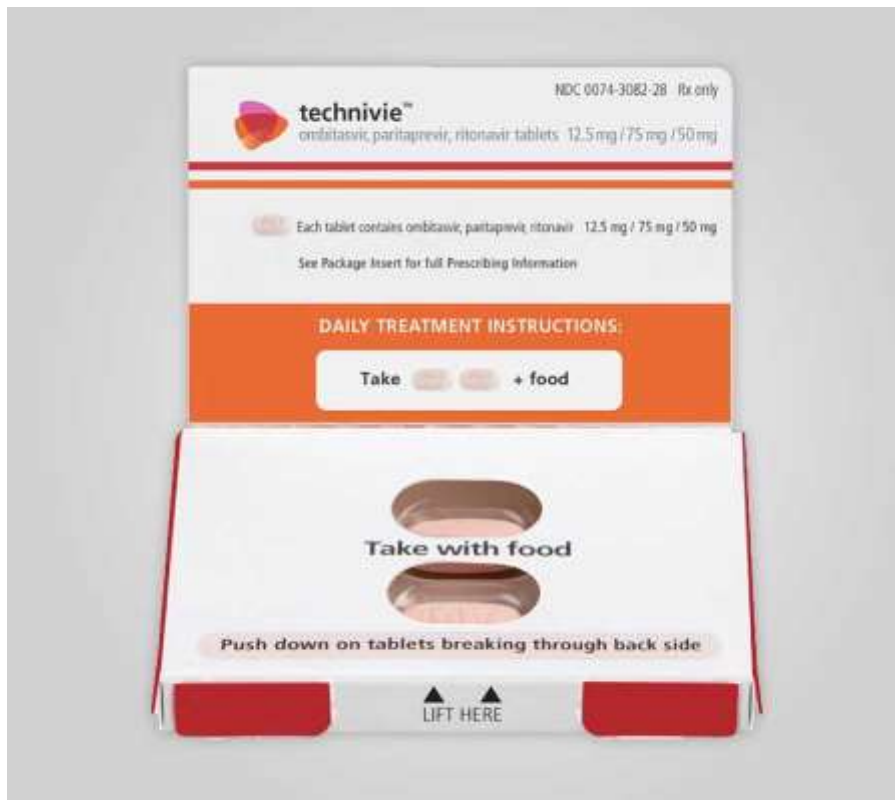 NDC 0074-3082-28 Rx only
technivie™
ombitasvir, paritaprevir, ritonavir tablets 12.5 mg / 75 mg / 50 mg
Each tablet contains ombitasvir, paritaprevir, ritonavir 12.5 mg / 75 mg / 50 mg
See Package Insert for full Prescribing Information
DAILY TREATMENT INSTRUCTIONS:
Take + food
Take with food
Push down on tablets breaking through back side
LIFT HERE